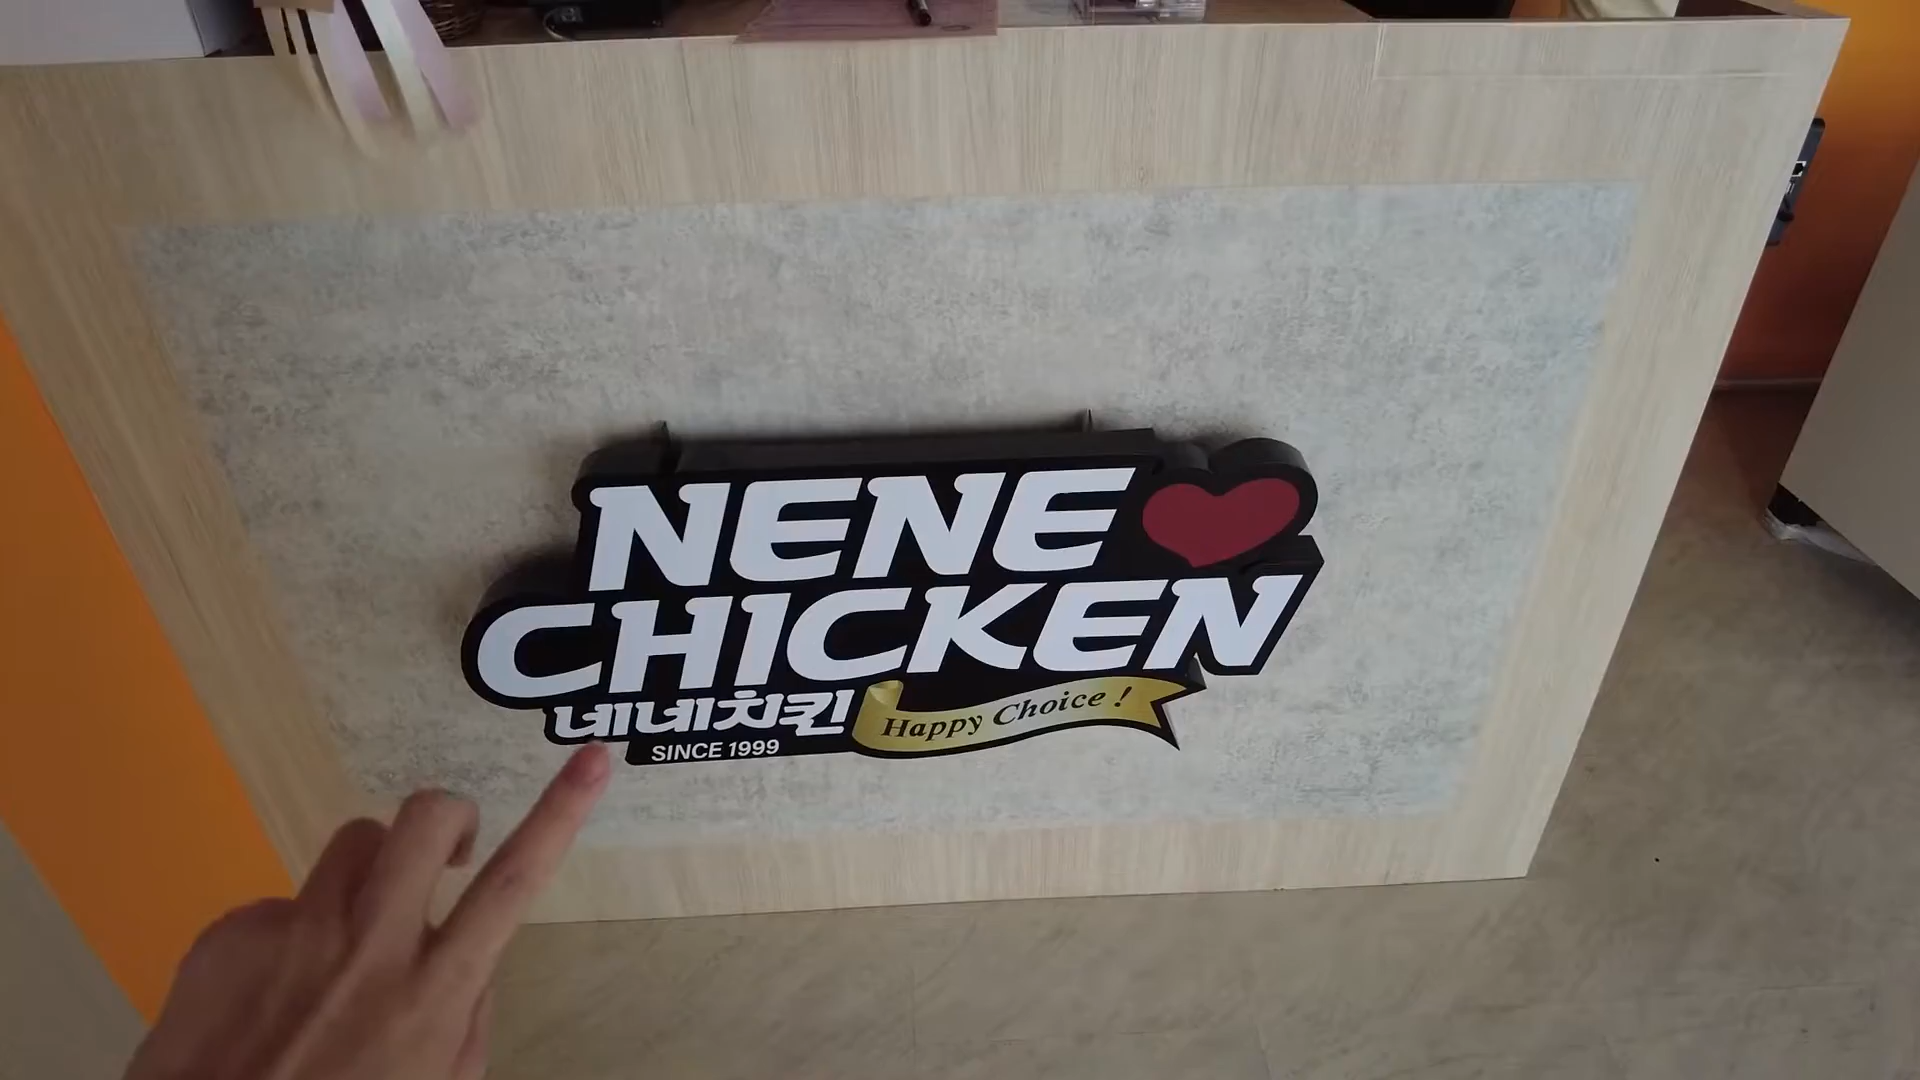 NENE
CHICKEN
네네치킨
Happy Choice !
SINCE 1999